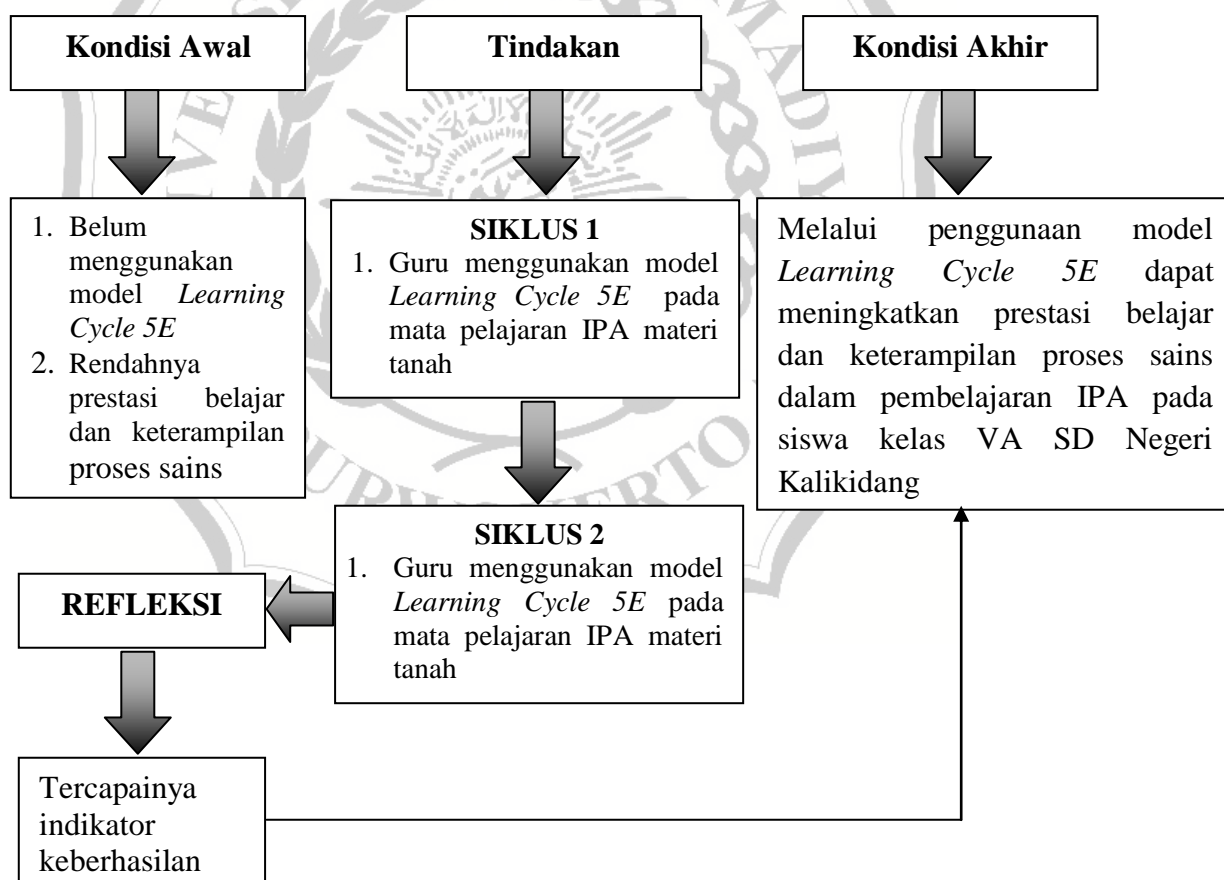 Kondisi Awal
Tindakan
Kondisi Akhir
1. Belum
menggunakan
model Learning
Cycle 5E
2. Rendahnya
prestasi belajar
dan keterampilan
proses sains
SIKLUS 1
1. Guru menggunakan model
Learning Cycle 5E pada
mata pelajaran IPA materi
tanah
Melalui penggunaan model
Learning Cycle 5E dapat
meningkatkan prestasi belajar
dan keterampilan proses sains
dalam pembelajaran IPA pada
siswa kelas VA SD Negeri
Kalikidang
SIKLUS 2
1. Guru menggunakan model
Learning Cycle 5E pada
mata pelajaran IPA materi
tanah
REFLEKSI
Tercapainya
indikator
keberhasilan